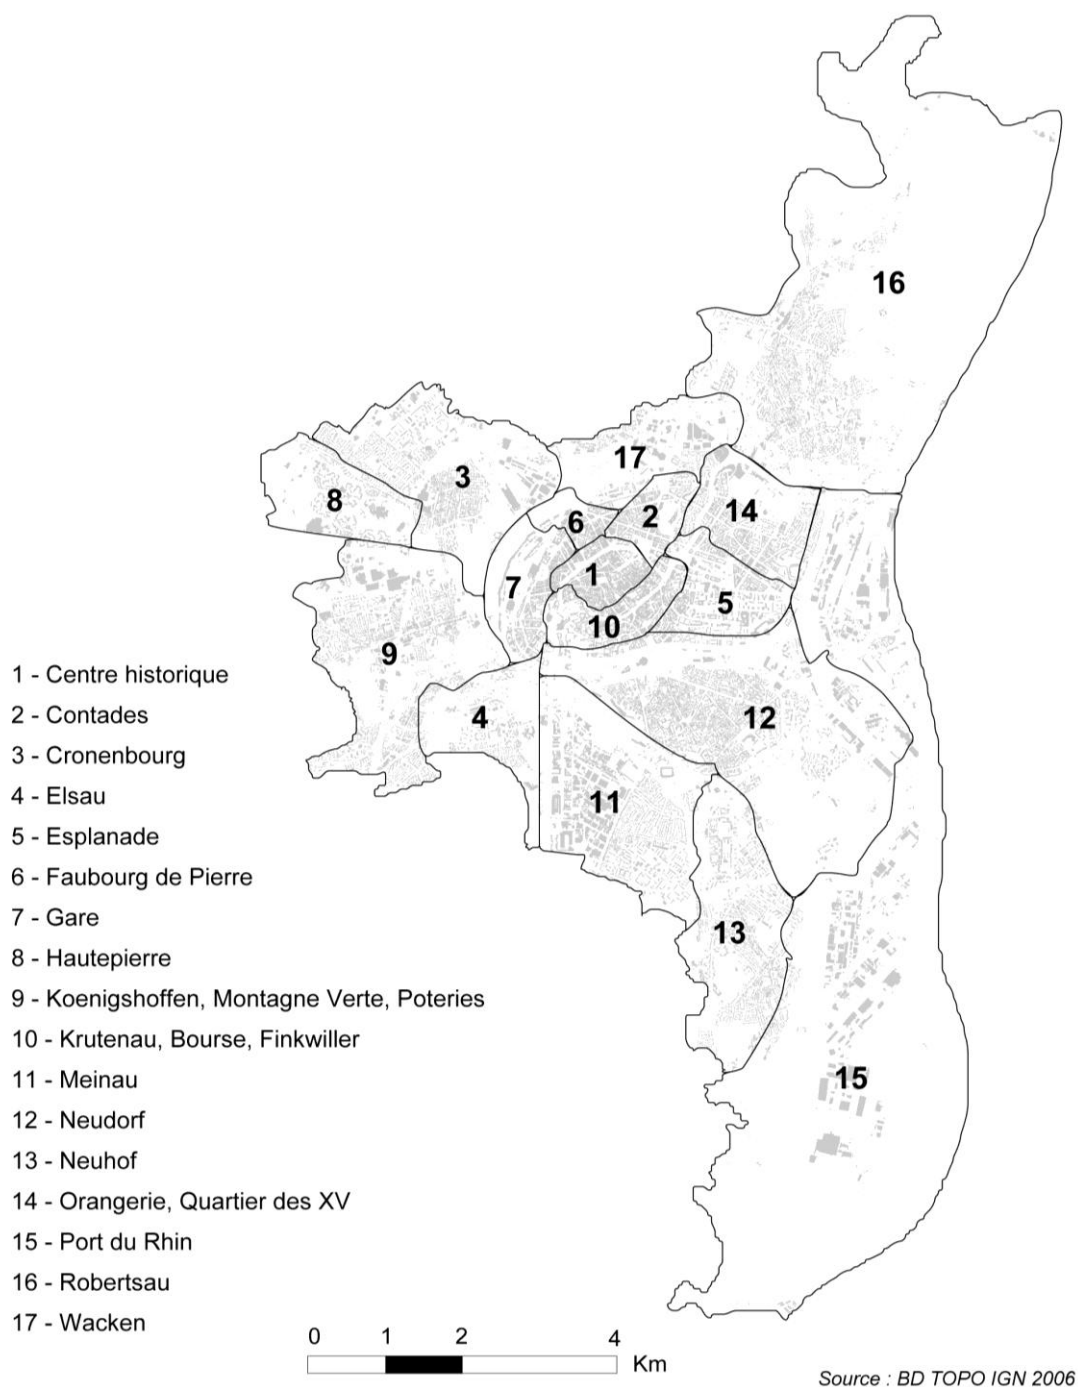 16
17
3
8
14
2
6
1
7
5
10
9
12
4
11
13
15
1 - Centre historique
2 - Contades
3 - Cronenbourg
4 - Elsau
5 - Esplanade
6 - Faubourg de Pierre
7 - Gare
8 - Hautepierre
9 - Koenigshoffen, Montagne Verte, Poteries
10 - Krutenau, Bourse, Finkwiller
11 - Meinau
12 - Neudorf
13 - Neuhof
14 - Orangerie, Quartier des XV
15 - Port du Rhin
16 - Robertsau
17 - Wacken
0 1 2 4
Km
Source : BD TOPO IGN 2006